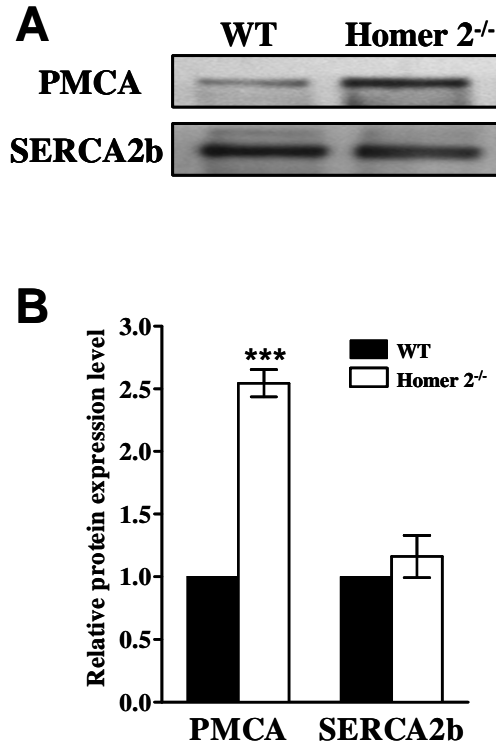 A
WT Homer 2-/-
PMCA
SERCA2b
B
Relative protein expression level
3.0
2.5
2.0
1.5
1.0
0.5
0.0
***
WT
Homer 2-/-
PMCA SERCA2b